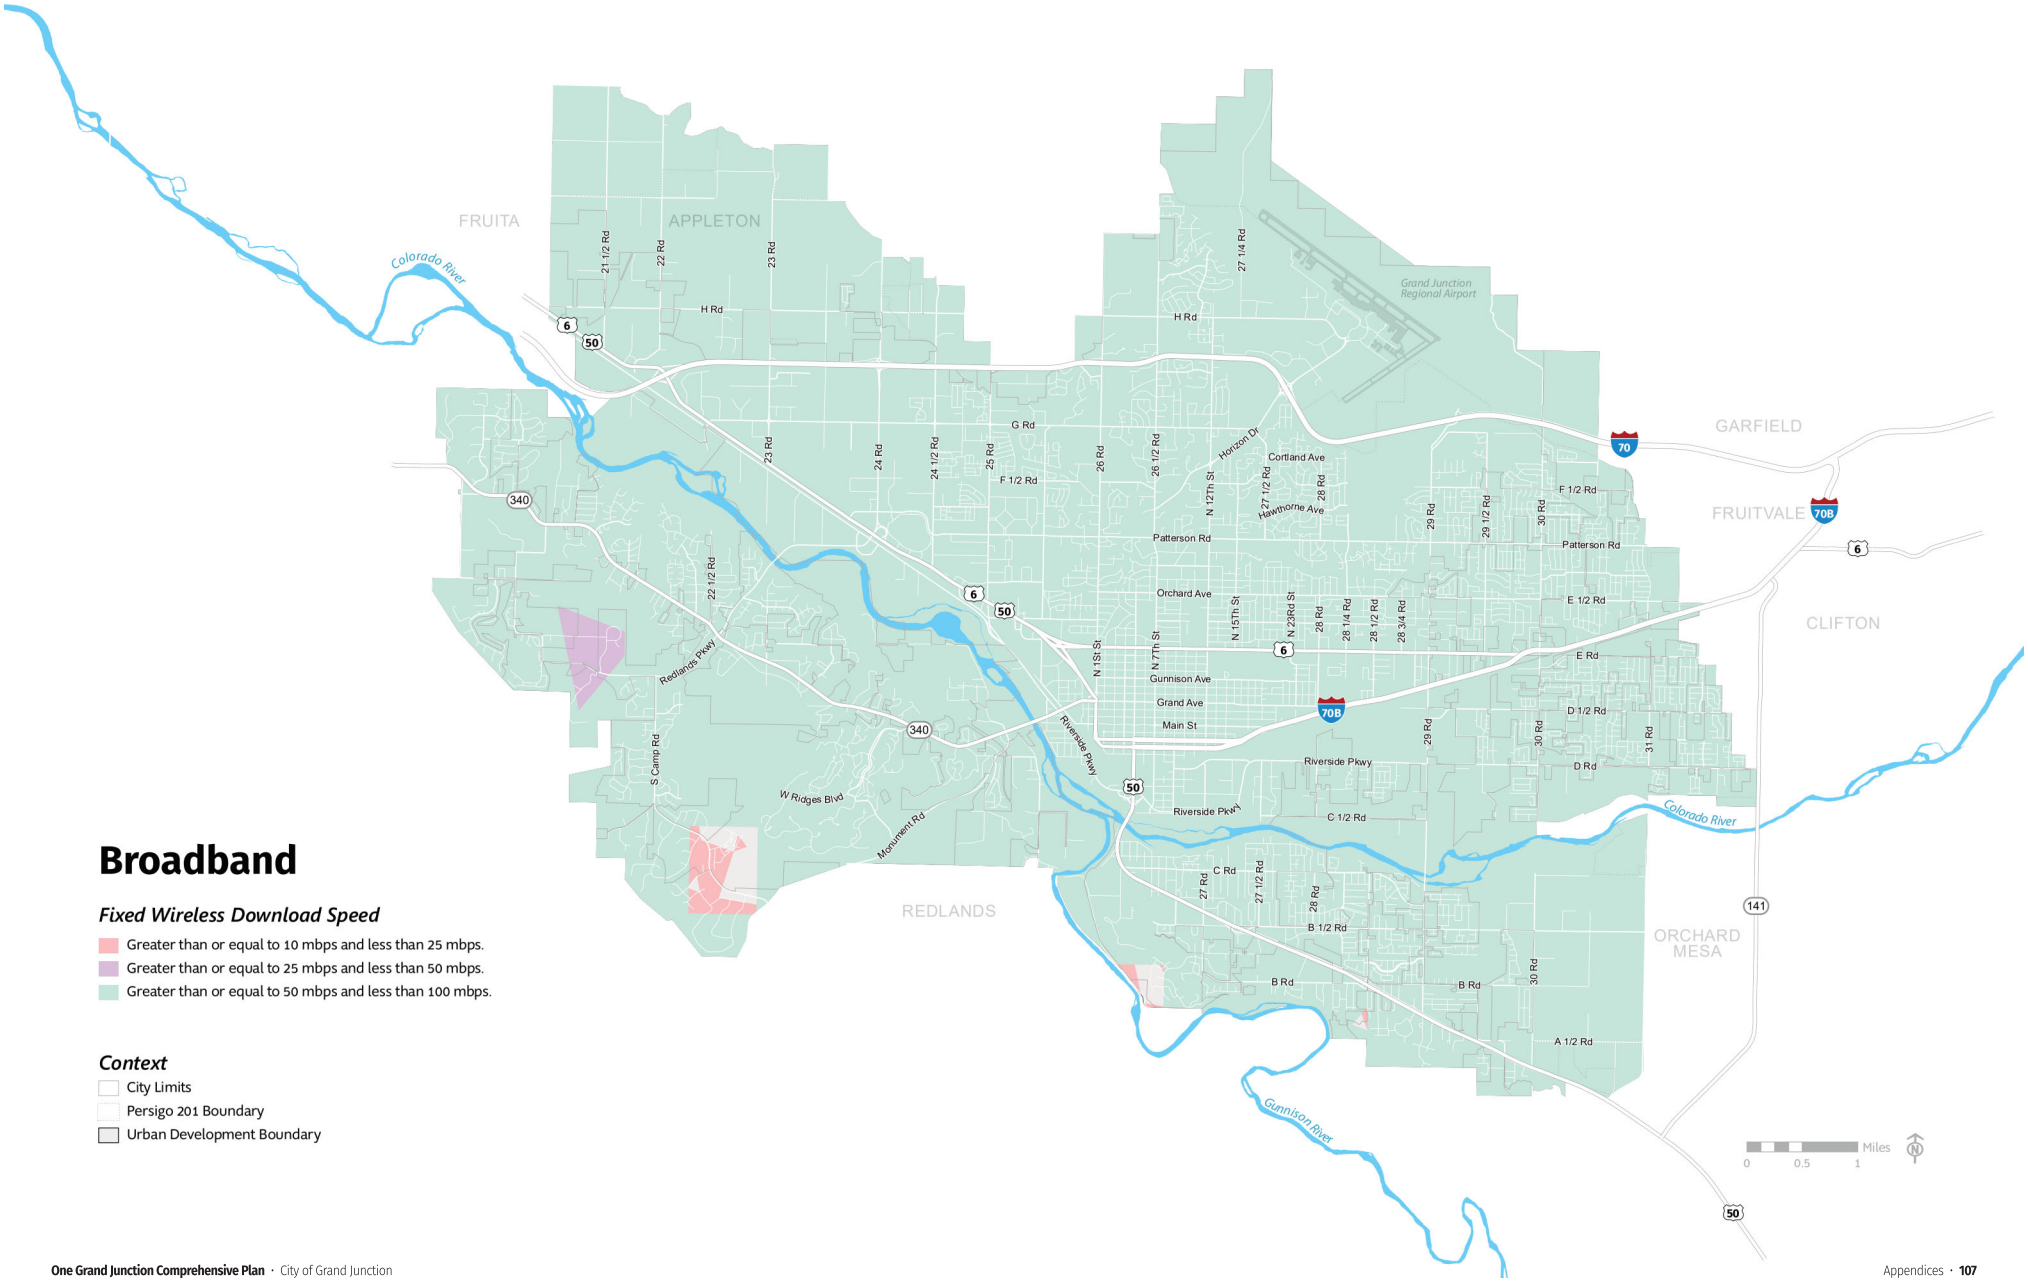 FRUITA
APPLETON
Colorado River
21 1/2 Rd
22 Rd
23 Rd
27 1/4 Rd
Grand Junction
Regional Airport
H Rd
H Rd
6
50
GARFIELD
70
G Rd
Horizon Dr
23 Rd
24 Rd
24 1/2 Rd
25 Rd
26 Rd
26 1/2 Rd
Cortland Ave
F 1/2 Rd
N 12Th St
27 1/2 Rd
28 Rd
Hawthorne Ave
F 1/2 Rd
29 Rd
29 1/2 Rd
30 Rd
FRUITVALE
70B
340
Patterson Rd
Patterson Rd
6
22 1/2 Rd
6
50
Orchard Ave
E 1/2 Rd
N 15Th St
N 23Rd St
28 Rd
28 1/4 Rd
28 1/2 Rd
28 3/4 Rd
CLIFTON
Redlands Pkwy
N 1St St
N 7Th St
6
E Rd
Gunnison Ave
Grand Ave
70B
D 1/2 Rd
Main St
340
Riverside Pkwy
29 Rd
30 Rd
31 Rd
S Camp Rd
Riverside Pkwy
D Rd
50
W Ridges Blvd
Riverside Pkwy
C 1/2 Rd
Colorado River
Monument Rd
C Rd
27 Rd
27 1/2 Rd
28 Rd
141
REDLANDS
B 1/2 Rd
ORCHARD
MESA
B Rd
B Rd
30 Rd
A 1/2 Rd
Gunnison River
50
Broadband
Fixed Wireless Download Speed
Greater than or equal to 10 mbps and less than 25 mbps.
Greater than or equal to 25 mbps and less than 50 mbps.
Greater than or equal to 50 mbps and less than 100 mbps.
Context
City Limits
Persigo 201 Boundary
Urban Development Boundary
Miles
0
0.5
1
N
One Grand Junction Comprehensive Plan · City of Grand Junction
Appendices · 107